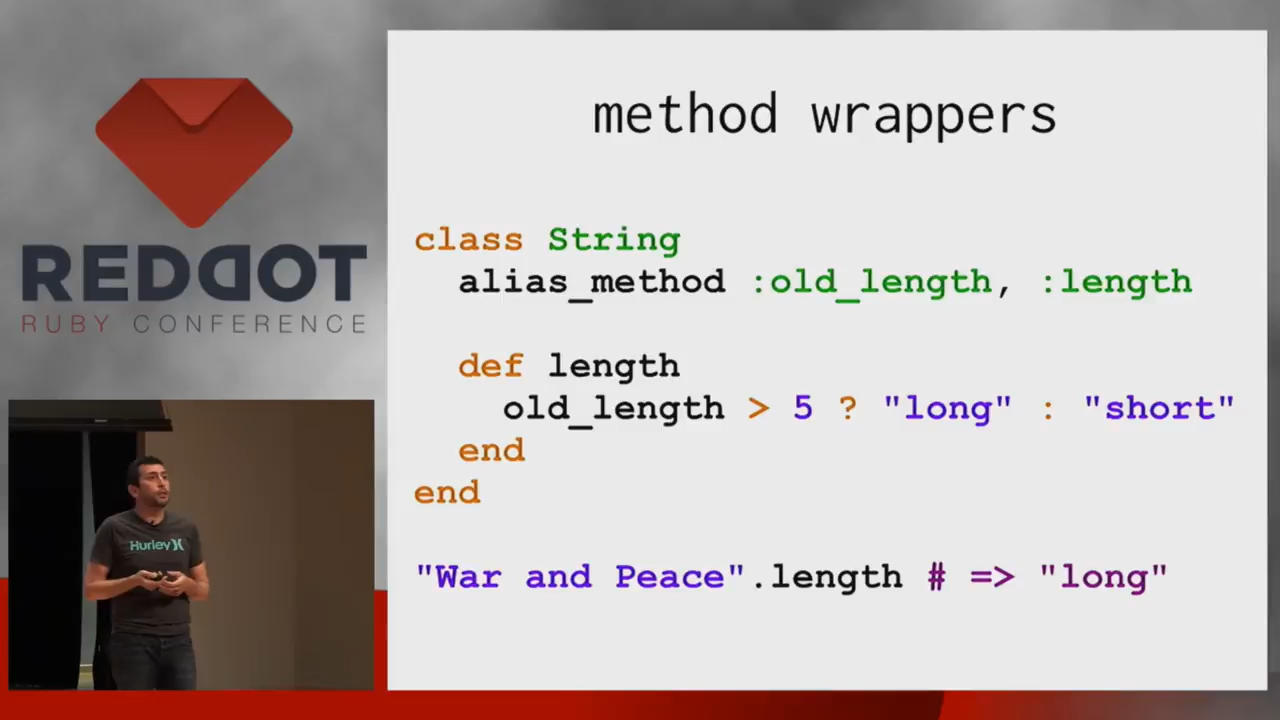 REDDOT
RUBY CONFERENCE
Hurley
method wrappers
class String
  alias_method :old_length, :length
  def length
    old_length > 5 ? "long" : "short"
  end
end
"War and Peace".length # => "long"